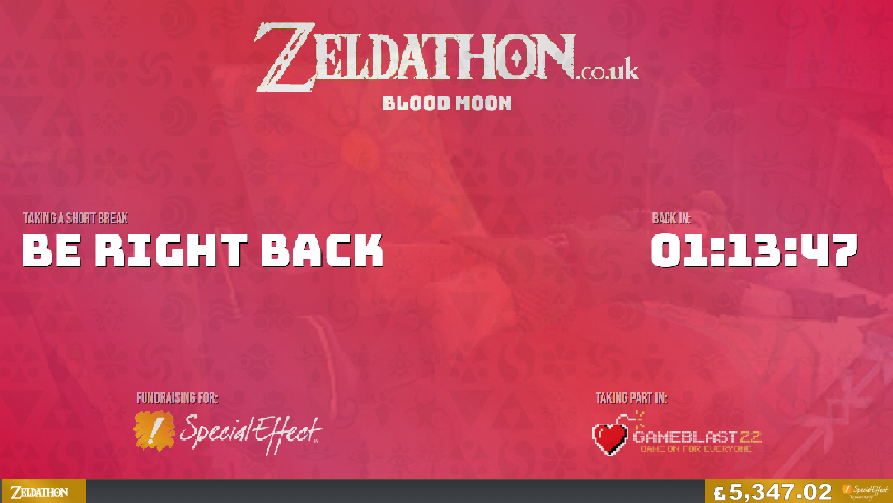 ZELDATHON.co.uk
BLOOD MOON
TAKING A SHORT BREAK
BE RIGHT BACK
BACK IN:
01:13:47
FUNDRAISING FOR:
! SpecialEffect
TAKING PART IN:
GAMEBLAST22
GAME ON FOR EVERYONE
ZELDATHON
£5,347.02
! SpecialEffect